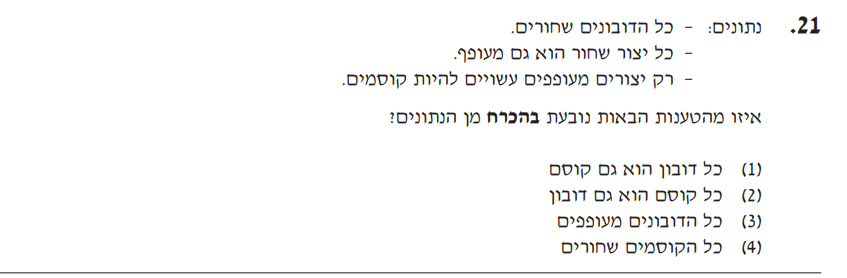 21. נתונים: - כל הדובונים שחורים.
- כל יצור שחור הוא גם מעופף.
- רק יצורים מעופפים עשויים להיות קוסמים.
איזו מהטענות הבאות נובעת בהכרח מן הנתונים?
(1) כל דובון הוא גם קוסם
(2) כל קוסם הוא גם דובון
(3) כל הדובונים מעופפים
(4) כל הקוסמים שחורים